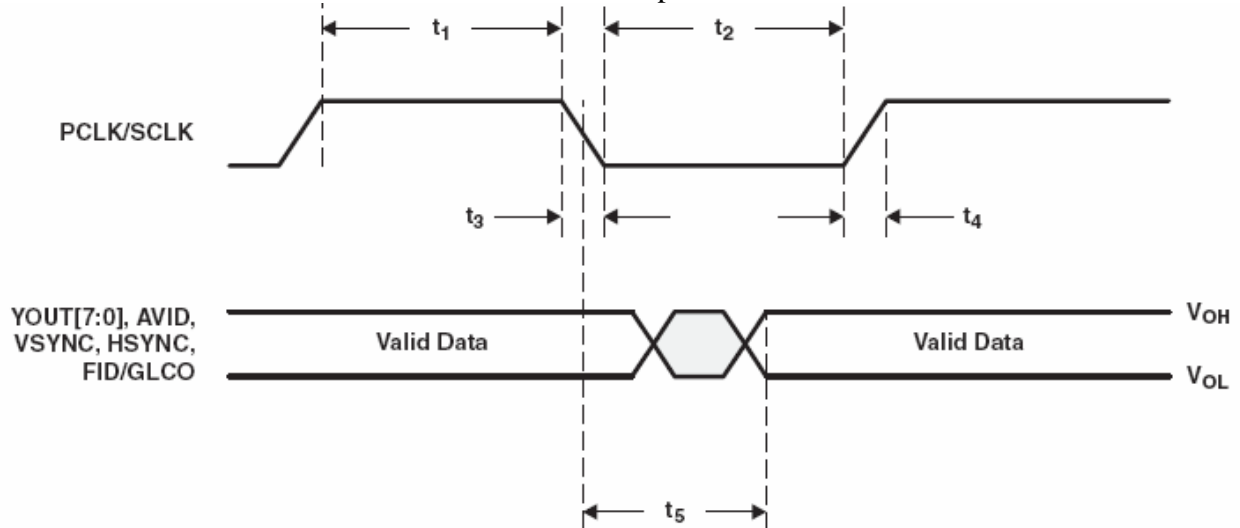 t1 t2
PCLK/SCLK
t3 t4
YOUT[7:0], AVID,
VSYNC, HSYNC,
FID/GLCO
Valid Data Valid Data
VOH
VOL
t5